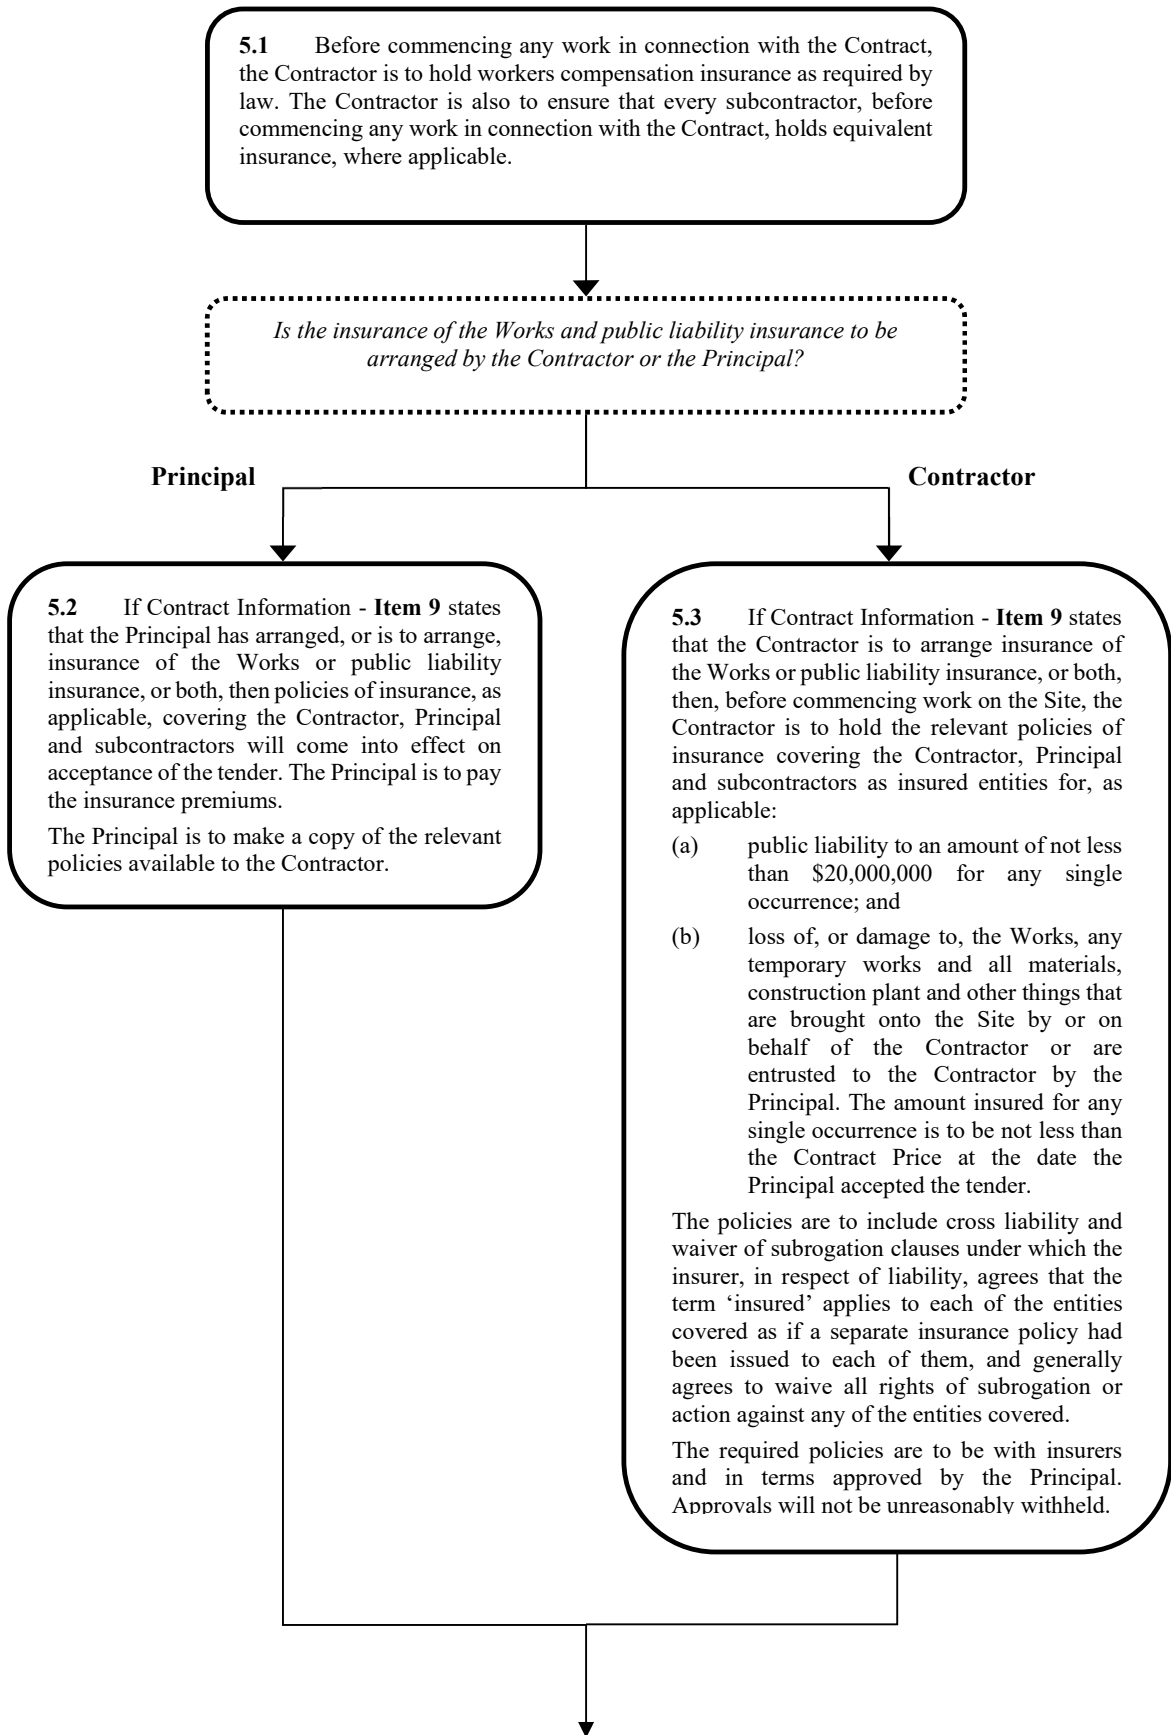 5.1 Before commencing any work in connection with the Contract,
the Contractor is to hold workers compensation insurance as required by
law. The Contractor is also to ensure that every subcontractor, before
commencing any work in connection with the Contract, holds equivalent
insurance, where applicable.
Is the insurance of the Works and public liability insurance to be
arranged by the Contractor or the Principal?
Principal
Contractor
5.2 If Contract Information - Item 9 states
that the Principal has arranged, or is to arrange,
insurance of the Works or public liability
insurance, or both, then policies of insurance, as
applicable, covering the Contractor, Principal
and subcontractors will come into effect on
acceptance of the tender. The Principal is to pay
the insurance premiums.
The Principal is to make a copy of the relevant
policies available to the Contractor.
5.3 If Contract Information - Item 9 states
that the Contractor is to arrange insurance of
the Works or public liability insurance, or both,
then, before commencing work on the Site, the
Contractor is to hold the relevant policies of
insurance covering the Contractor, Principal
and subcontractors as insured entities for, as
applicable:
(a) public liability to an amount of not less
than $20,000,000 for any single
occurrence; and
(b) loss of, or damage to, the Works, any
temporary works and all materials,
construction plant and other things that
are brought onto the Site by or on
behalf of the Contractor or are
entrusted to the Contractor by the
Principal. The amount insured for any
single occurrence is to be not less than
the Contract Price at the date the
Principal accepted the tender.
The policies are to include cross liability and
waiver of subrogation clauses under which the
insurer, in respect of liability, agrees that the
term ‘insured’ applies to each of the entities
covered as if a separate insurance policy had
been issued to each of them, and generally
agrees to waive all rights of subrogation or
action against any of the entities covered.
The required policies are to be with insurers
and in terms approved by the Principal.
Approvals will not be unreasonably withheld.